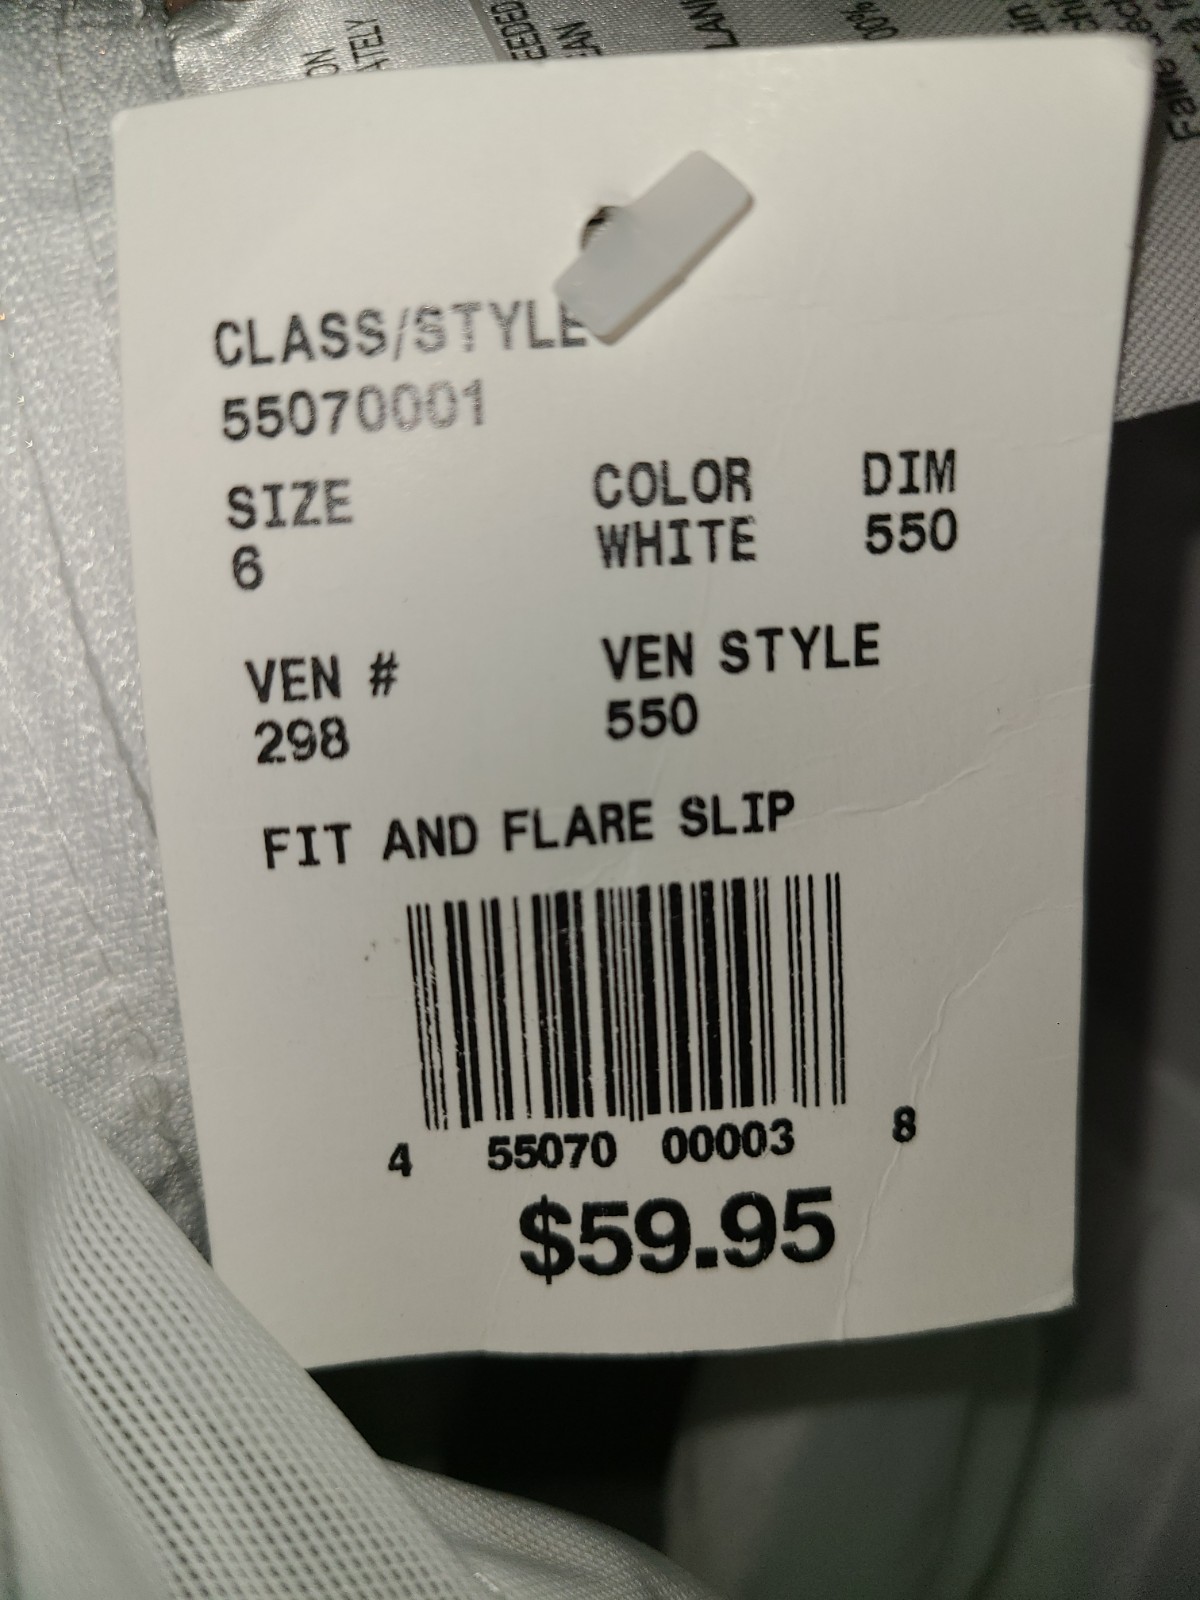 CLASS/STYLE
55070001
SIZE COLOR DIM
6 WHITE 550
VEN # VEN STYLE
298 550
FIT AND FLARE SLIP
4 55070 00003 8
$59.95